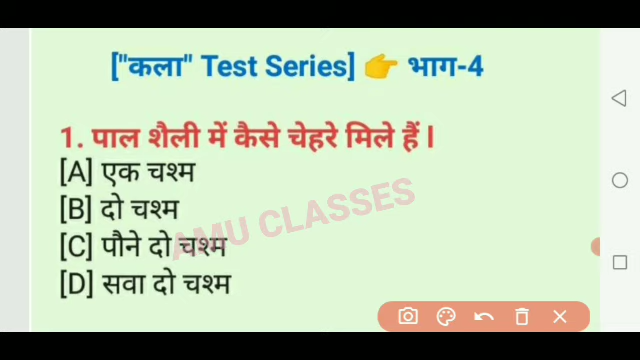 ["कला" Test Series] 👉 भाग-4
1. पाल शैली में कैसे चेहरे मिले हैं।
[A] एक चश्म
[B] दो चश्म
[C] पौने दो चश्म
[D] सवा दो चश्म
AMU CLASSES